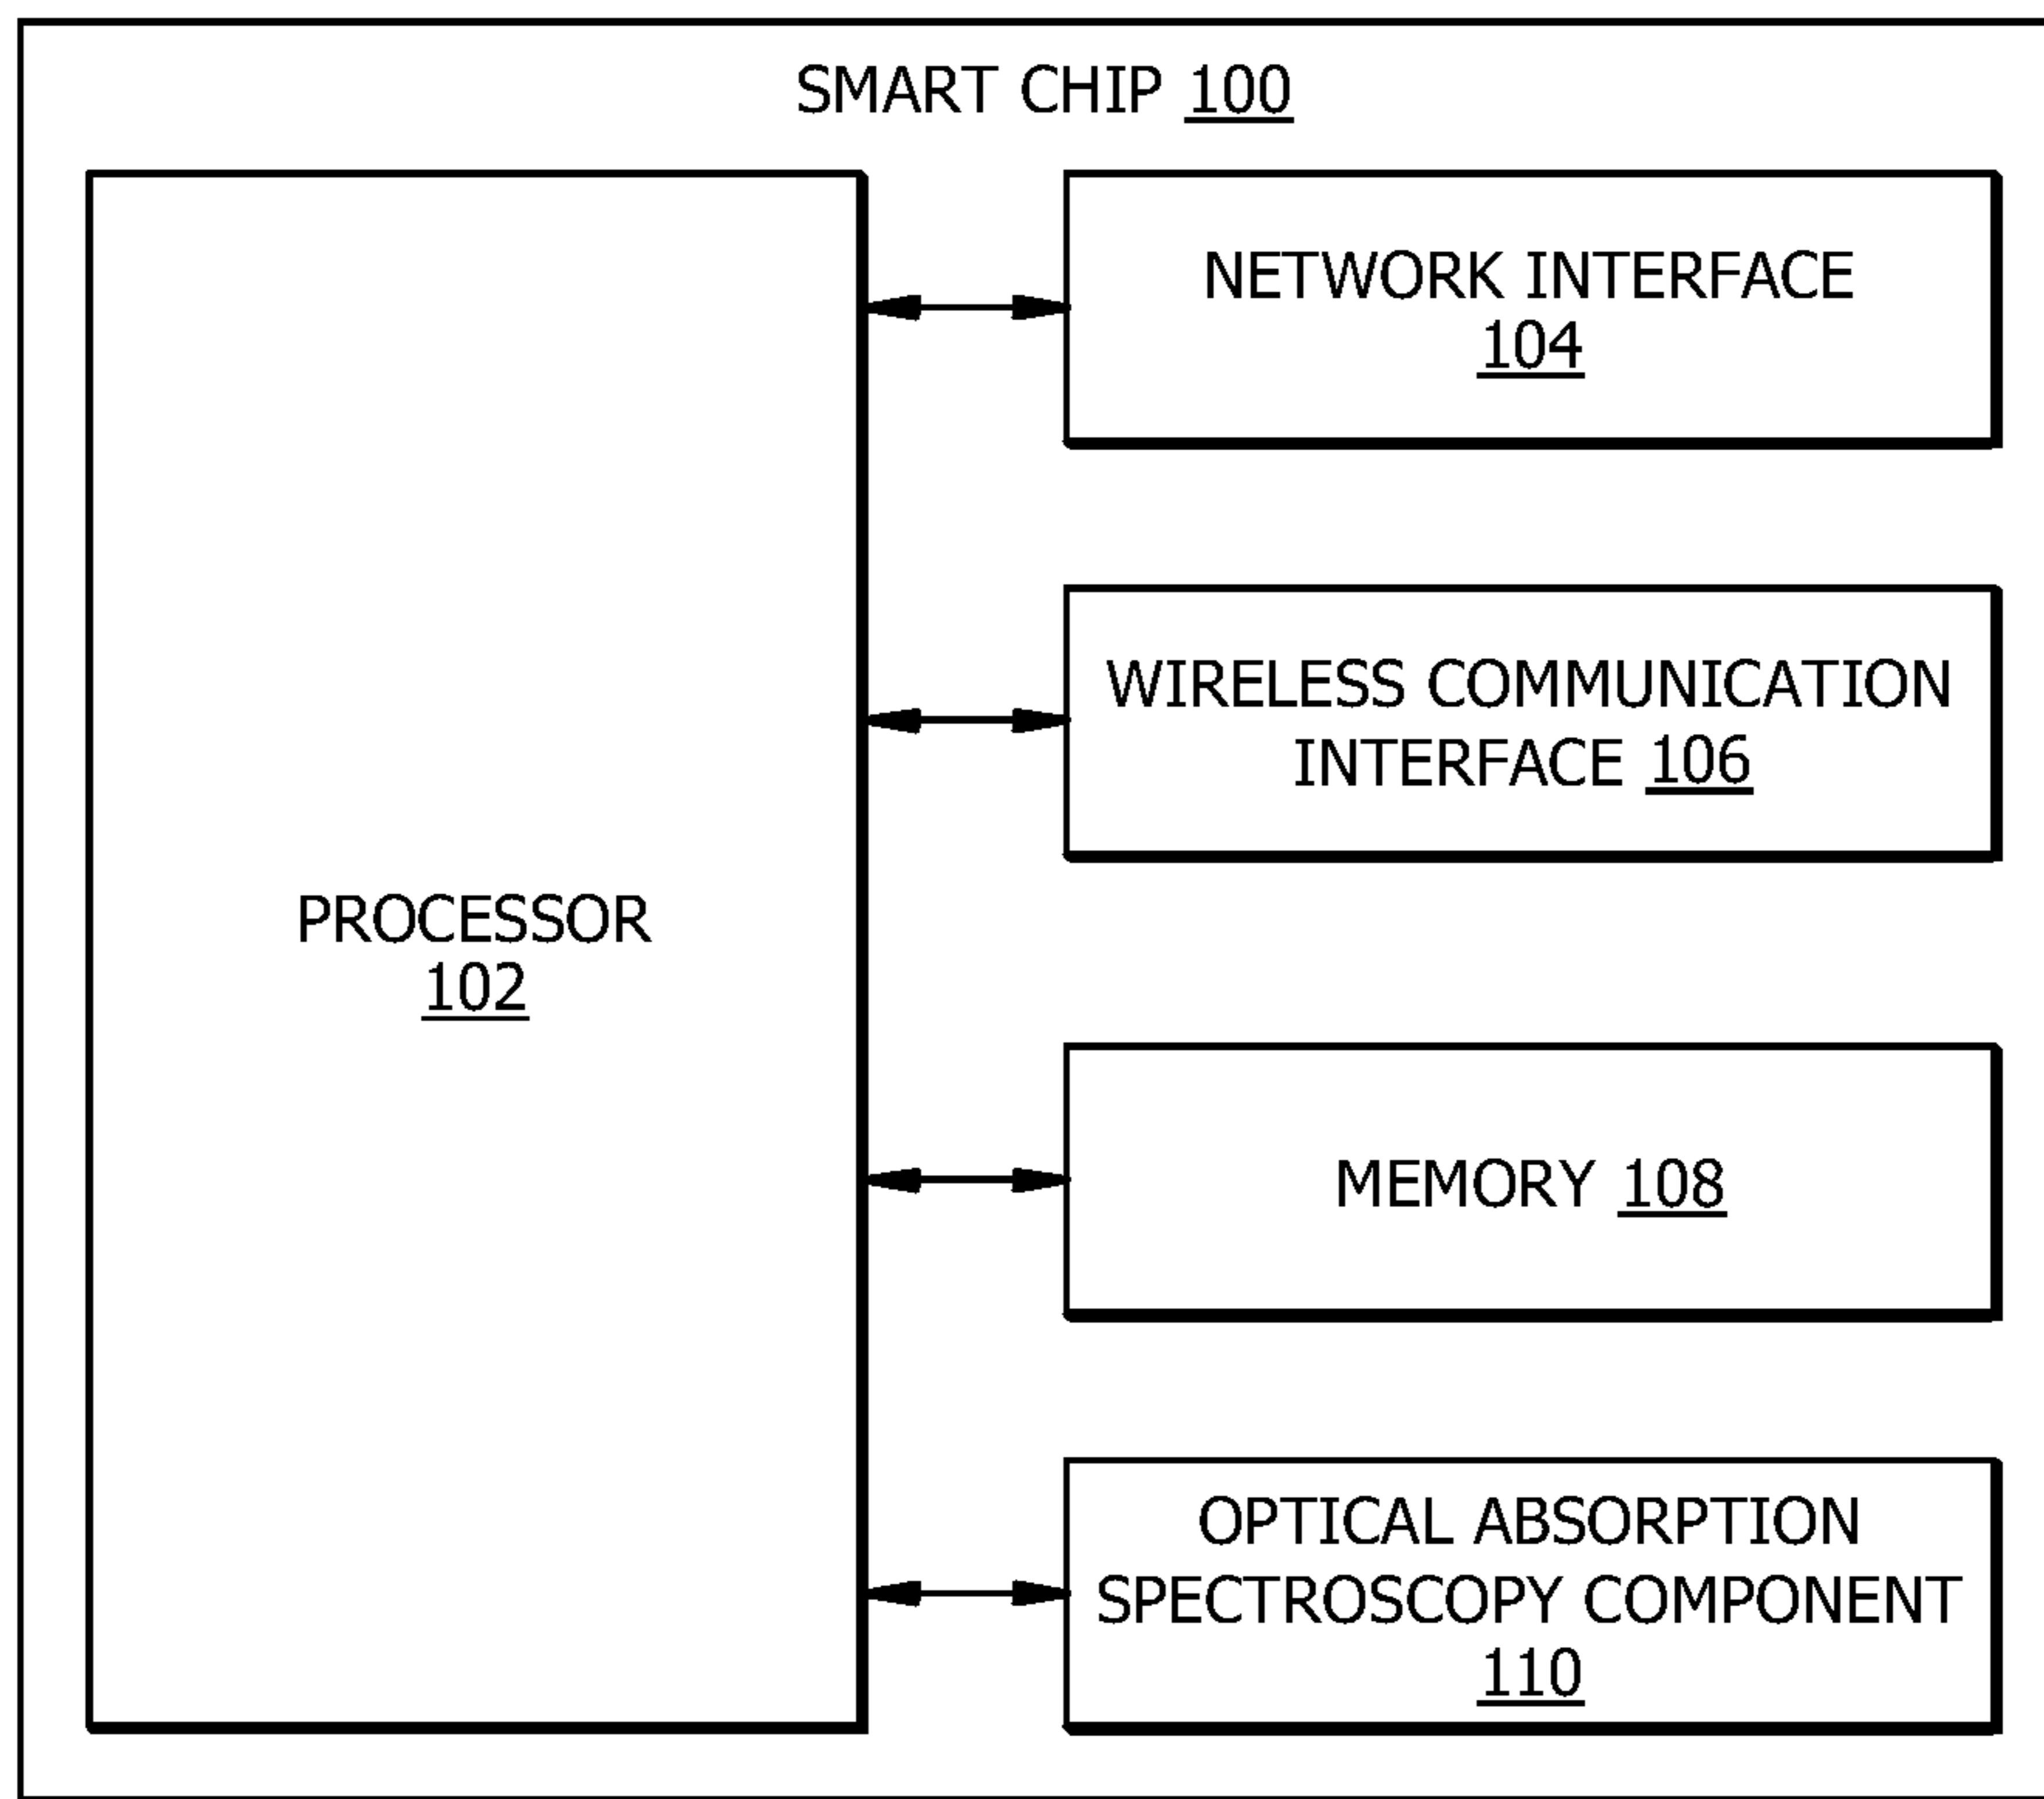 SMART CHIP 100
NETWORK INTERFACE
104
WIRELESS COMMUNICATION
INTERFACE 106
PROCESSOR
102
MEMORY 108
OPTICAL ABSORPTION
SPECTROSCOPY COMPONENT
110